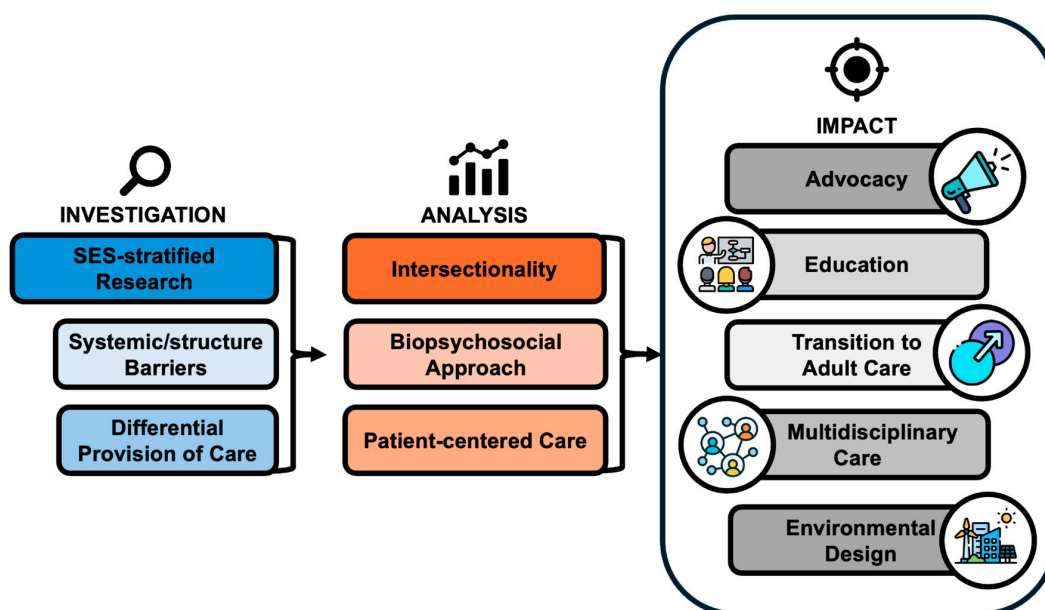 INVESTIGATION
SES-stratified
Research
Systemic/structure
Barriers
Differential
Provision of Care
ANALYSIS
Intersectionality
Biopsychosocial
Approach
Patient-centered Care
IMPACT
Advocacy
Education
Transition to
Adult Care
Multidisciplinary
Care
Environmental
Design